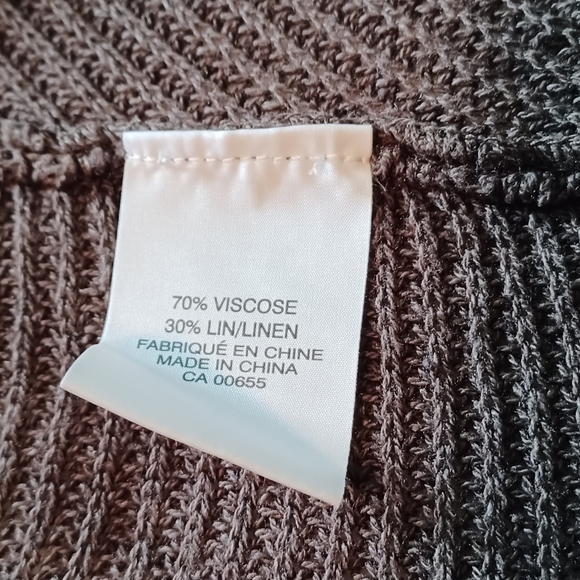 70% VISCOSE
30% LIN/LINEN
FABRIQUÉ EN CHINE
MADE IN CHINA
CA 00655